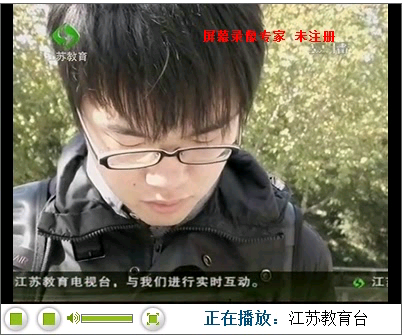 江苏教育
屏幕录像专家 未注册
江苏教育电视台，与我们进行实时互动。
江
正在播放：江苏教育台